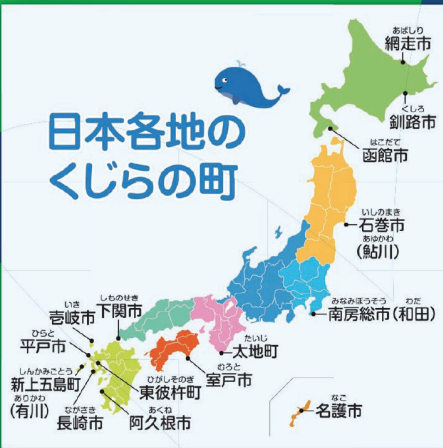 日本各地の
くじらの町
あばしり
網走市
くしろ
釧路市
はこだて
函館市
いしのまき
石巻市
あゆかわ
(鮎川)
みなみぼうそう わだ
南房総市(和田)
たいじ
太地町
むろと
室戸市
なご
名護市
しものせき
下関市
いき
壱岐市
ひらと
平戸市
しんかみごとう
新上五島町
ありかわ
(有川)
ながさき
長崎市
ひがしそのぎ
東彼杵町
あくね
阿久根市